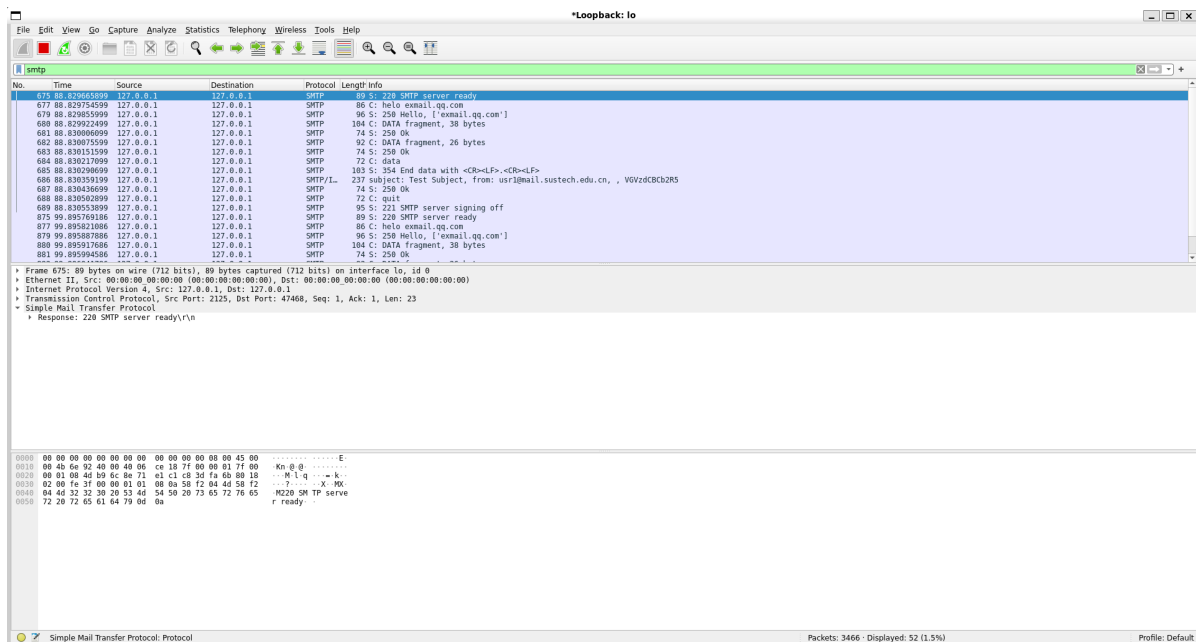 *Loopback: lo
File Edit View Go Capture Analyze Statistics Telephony Wireless Tools Help
smtp
No. Time Source Destination Protocol Length Info
675 88.829665899 127.0.0.1 127.0.0.1 SMTP 89 S: 220 SMTP server ready
677 88.829754599 127.0.0.1 127.0.0.1 SMTP 86 C: helo exmail.qq.com
679 88.829855999 127.0.0.1 127.0.0.1 SMTP 96 S: 250 Hello, ['exmail.qq.com']
680 88.829922499 127.0.0.1 127.0.0.1 SMTP 104 C: DATA fragment, 38 bytes
681 88.830006099 127.0.0.1 127.0.0.1 SMTP 74 S: 250 Ok
682 88.830075599 127.0.0.1 127.0.0.1 SMTP 92 C: DATA fragment, 26 bytes
683 88.830151599 127.0.0.1 127.0.0.1 SMTP 74 S: 250 Ok
684 88.830217099 127.0.0.1 127.0.0.1 SMTP 72 C: data
685 88.830290699 127.0.0.1 127.0.0.1 SMTP 103 S: 354 End data with <CR><LF>.<CR><LF>
686 88.830359199 127.0.0.1 127.0.0.1 SMTP/I… 237 subject: Test Subject, from: usr1@mail.sustech.edu.cn, , VGVzdCBCb2R5
687 88.830436699 127.0.0.1 127.0.0.1 SMTP 74 S: 250 Ok
688 88.830502899 127.0.0.1 127.0.0.1 SMTP 72 C: quit
689 88.830553899 127.0.0.1 127.0.0.1 SMTP 95 S: 221 SMTP server signing off
875 99.895769186 127.0.0.1 127.0.0.1 SMTP 89 S: 220 SMTP server ready
877 99.895821086 127.0.0.1 127.0.0.1 SMTP 86 C: helo exmail.qq.com
879 99.895887886 127.0.0.1 127.0.0.1 SMTP 96 S: 250 Hello, ['exmail.qq.com']
880 99.895917686 127.0.0.1 127.0.0.1 SMTP 104 C: DATA fragment, 38 bytes
881 99.895994586 127.0.0.1 127.0.0.1 SMTP 74 S: 250 Ok
Frame 675: 89 bytes on wire (712 bits), 89 bytes captured (712 bits) on interface lo, id 0
Ethernet II, Src: 00:00:00_00:00:00 (00:00:00:00:00:00), Dst: 00:00:00_00:00:00 (00:00:00:00:00:00)
Internet Protocol Version 4, Src: 127.0.0.1, Dst: 127.0.0.1
Transmission Control Protocol, Src Port: 2125, Dst Port: 47468, Seq: 1, Ack: 1, Len: 23
Simple Mail Transfer Protocol
Response: 220 SMTP server ready\r\n
0000 00 00 00 00 00 00 00 00 00 00 00 00 08 00 45 00 ········ ······E·
0010 00 4b 6e 92 40 00 40 06 ce 18 7f 00 00 01 7f 00 ·Kn·@·@· ········
0020 00 01 08 4d b9 6c 8e 71 e1 c1 c8 3d fa 6b 80 18 ···M·l·q ···=·k··
0030 02 00 fe 3f 00 00 01 01 08 0a 58 f2 04 4d 58 f2 ···?···· ··X··MX·
0040 04 4d 32 32 30 20 53 4d 54 50 20 73 65 72 76 65 ·M220 SM TP serve
0050 72 20 72 65 61 64 79 0d 0a r ready· ·
Simple Mail Transfer Protocol: Protocol Packets: 3466 · Displayed: 52 (1.5%) Profile: Default